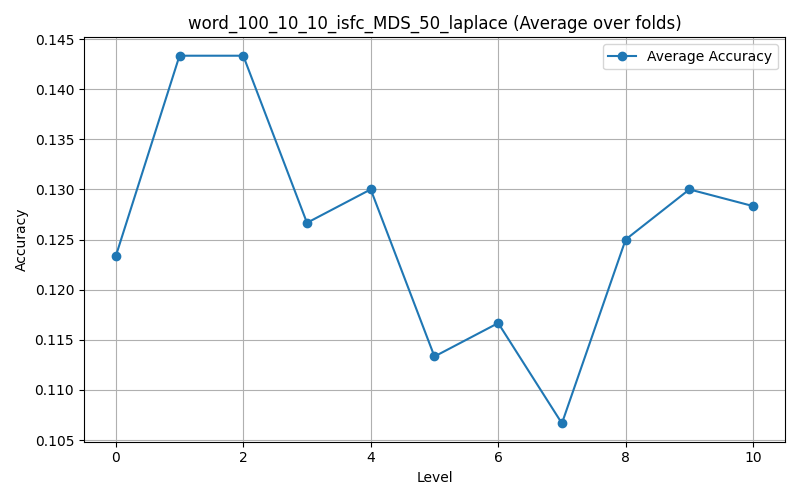 word_100_10_10_isfc_MDS_50_laplace (Average over folds)
Average Accuracy
Accuracy
0.145
0.140
0.135
0.130
0.125
0.120
0.115
0.110
0.105
0 2 4 6 8 10
Level